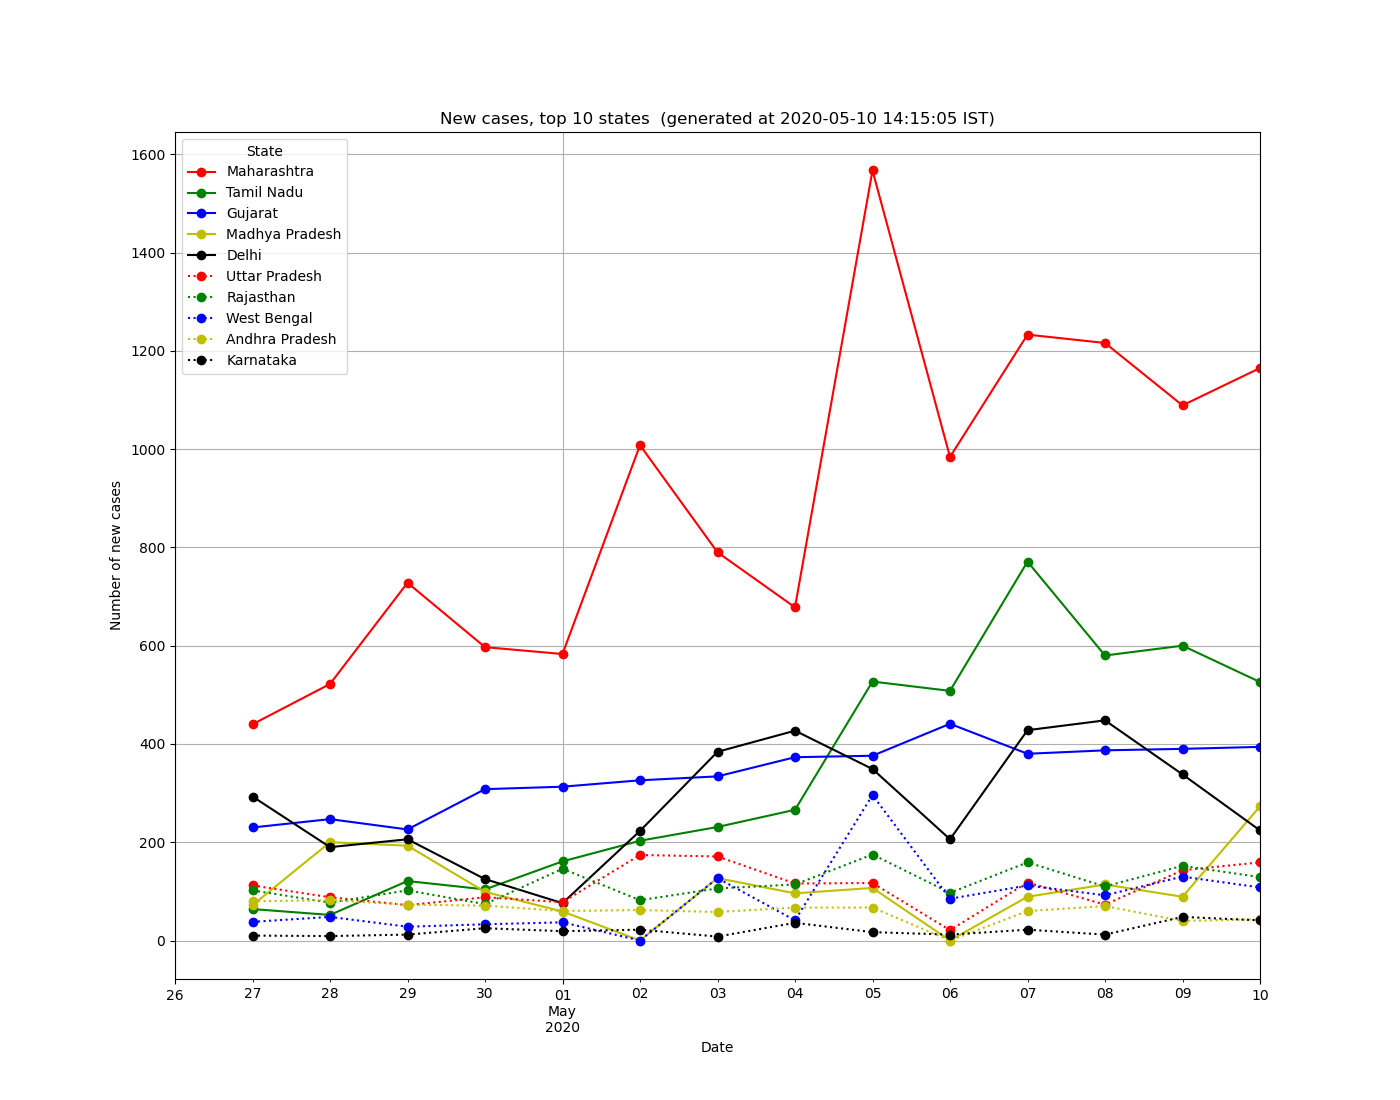 New cases, top 10 states  (generated at 2020-05-10 14:15:05 IST)
State
Maharashtra
Tamil Nadu
Gujarat
Madhya Pradesh
Delhi
Uttar Pradesh
Rajasthan
West Bengal
Andhra Pradesh
Karnataka
1600
1400
1200
1000
800
600
400
200
0
Number of new cases
26 27 28 29 30 01 02 03 04 05 06 07 08 09 10
May
2020
Date